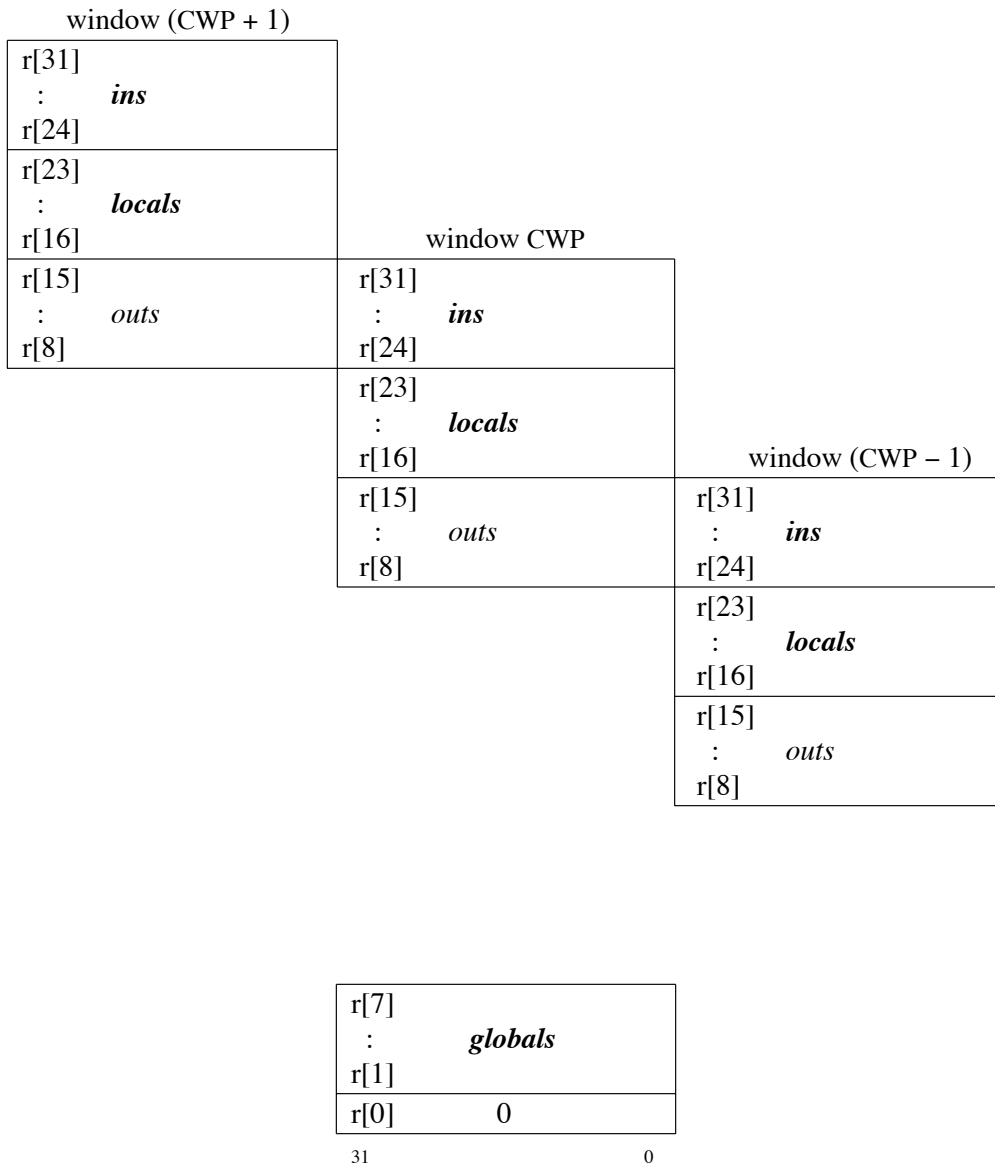 window (CWP + 1)
r[31]
: ins
r[24]
r[23]
: locals
r[16]
r[15]
: outs
r[8]
window CWP
r[31]
: ins
r[24]
r[23]
: locals
r[16]
r[15]
: outs
r[8]
window (CWP − 1)
r[31]
: ins
r[24]
r[23]
: locals
r[16]
r[15]
: outs
r[8]
r[7]
: globals
r[1]
r[0] 0
31 0